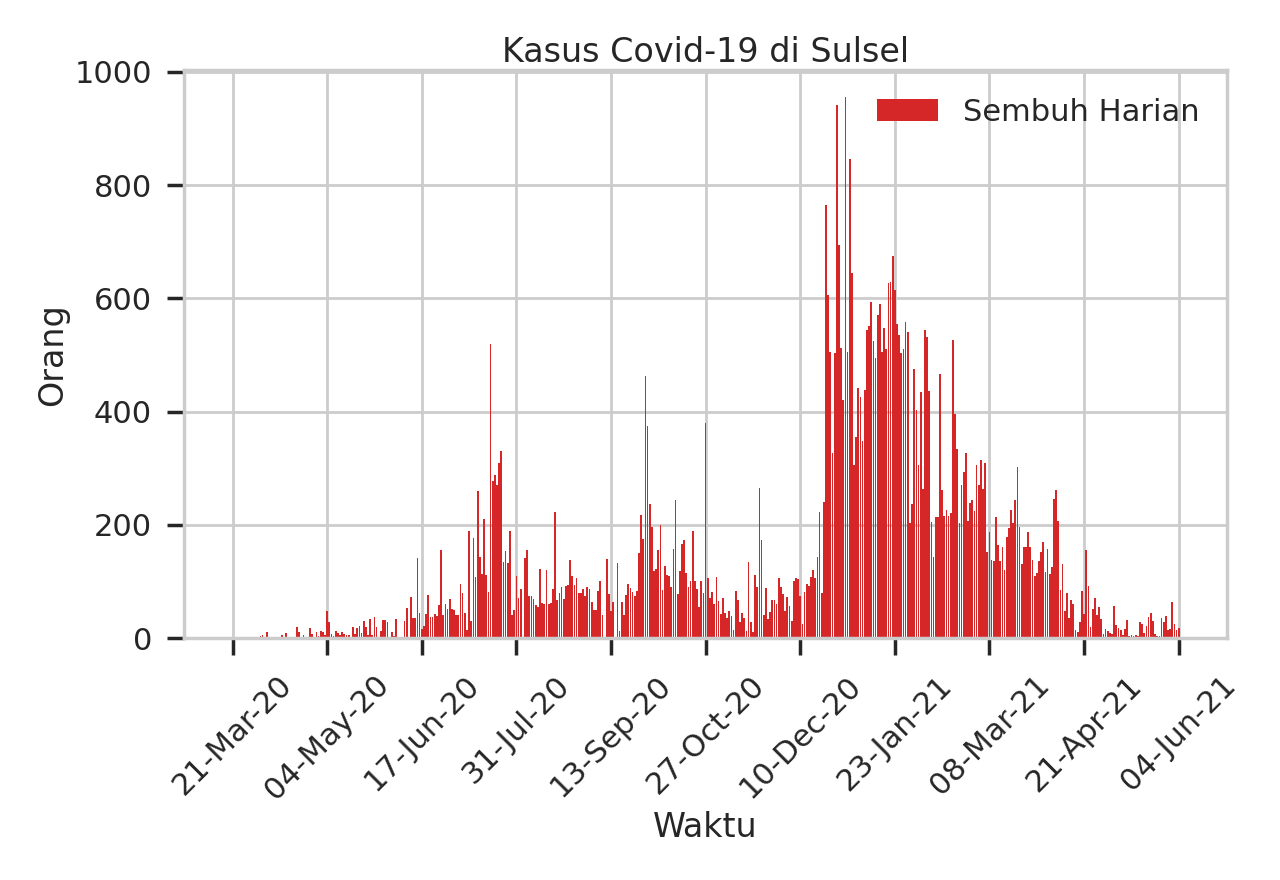 Kasus Covid-19 di Sulsel
1000
800
600
400
200
0
Orang
Sembuh Harian
21-Mar-20
04-May-20
17-Jun-20
31-Jul-20
13-Sep-20
27-Oct-20
10-Dec-20
23-Jan-21
08-Mar-21
21-Apr-21
04-Jun-21
Waktu